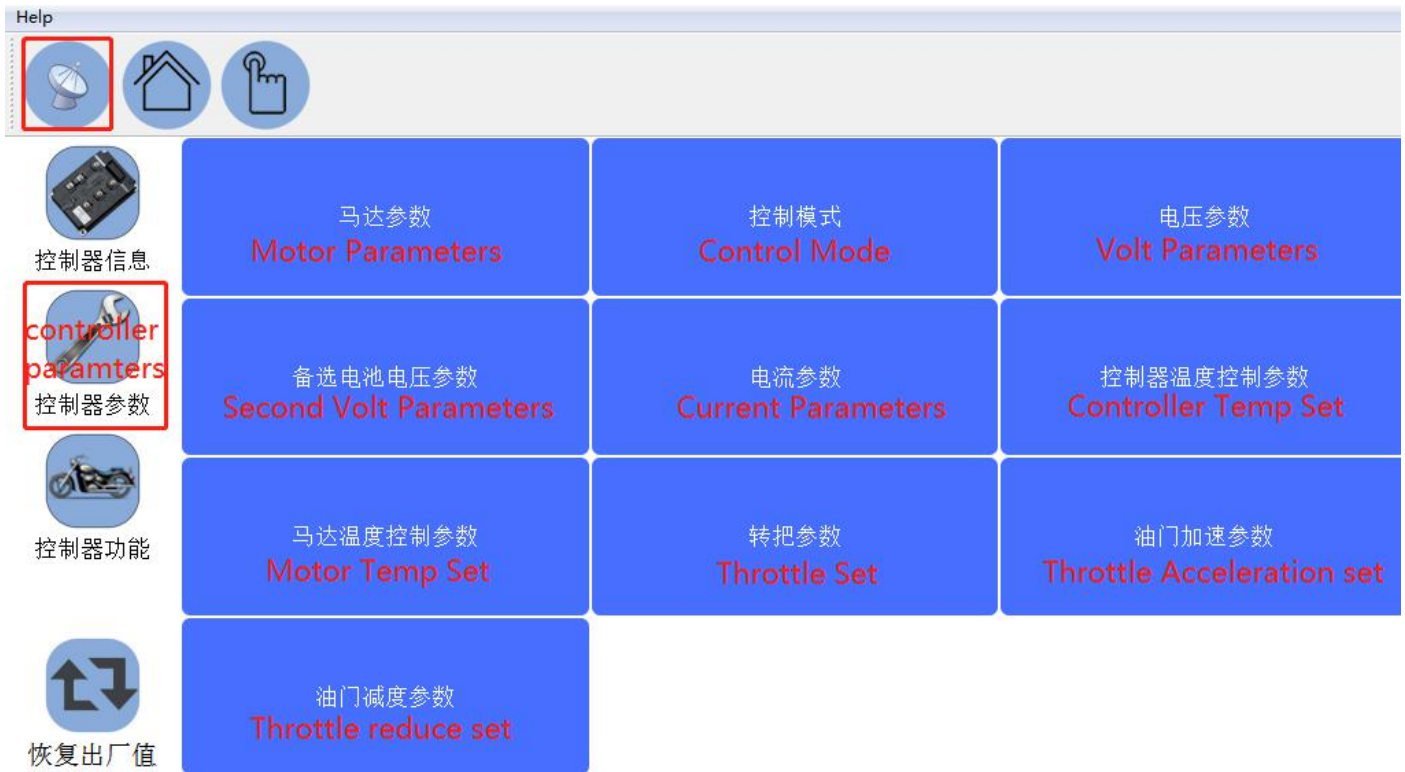 Help
控制器信息
controller
paramters
控制器参数
控制器功能
恢复出厂值
马达参数
Motor Parameters
控制模式
Control Mode
电压参数
Volt Parameters
备选电池电压参数
Second Volt Parameters
电流参数
Current Parameters
控制器温度控制参数
Controller Temp Set
马达温度控制参数
Motor Temp Set
转把参数
Throttle Set
油门加速参数
Throttle Acceleration set
油门减度参数
Throttle reduce set